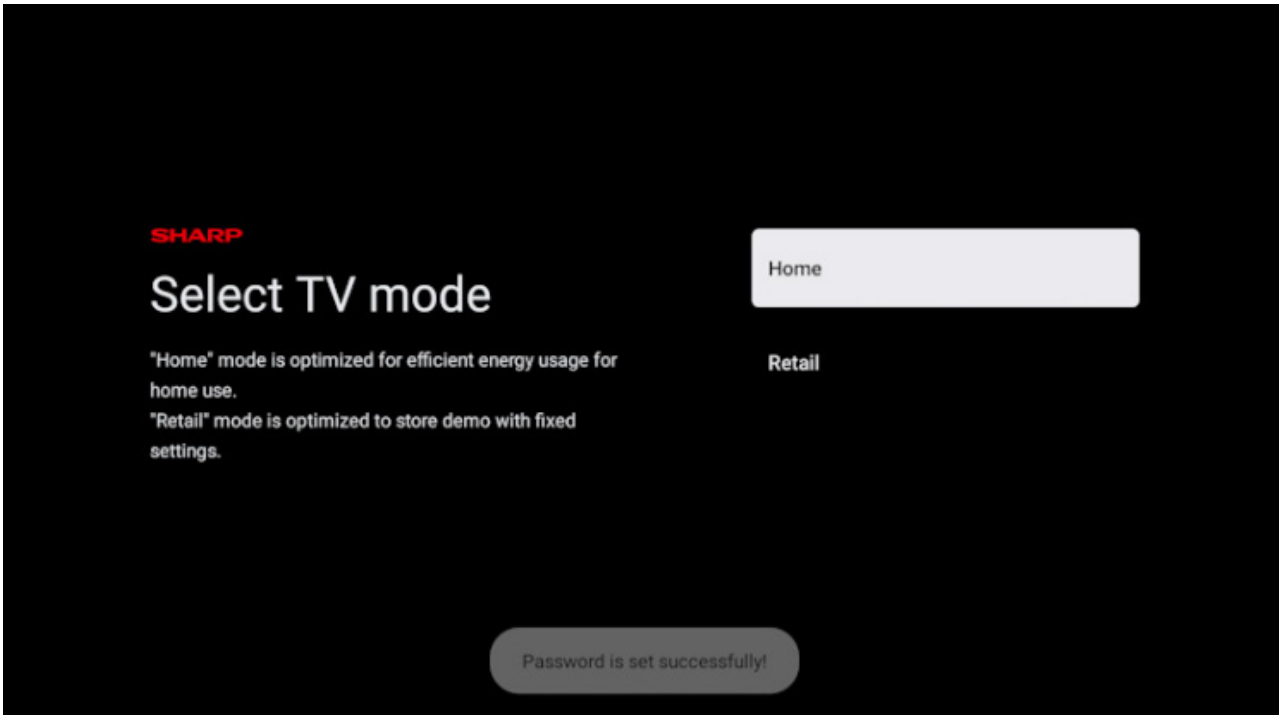 SHARP
Select TV mode
"Home" mode is optimized for efficient energy usage for
home use.
"Retail" mode is optimized to store demo with fixed
settings.
Home
Retail
Password is set successfully!